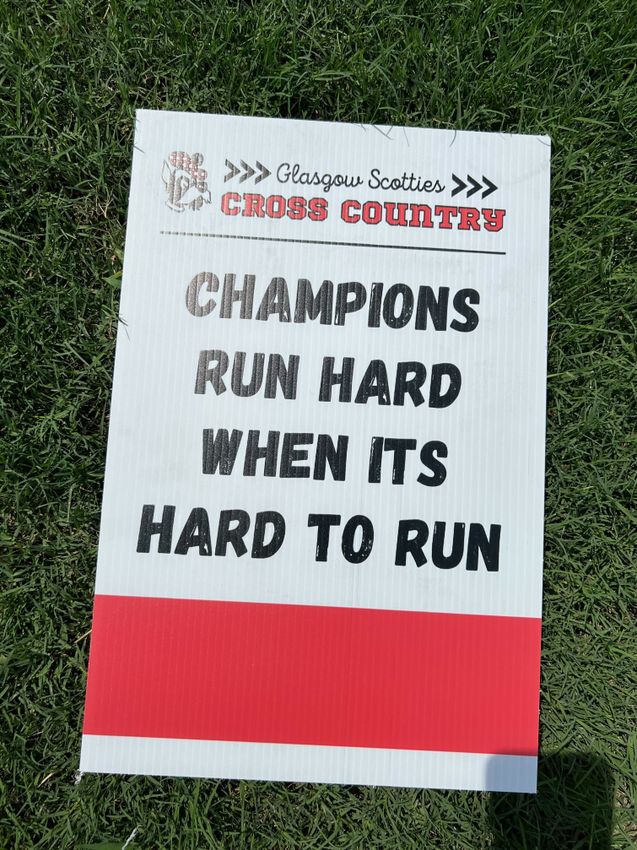 >>> Glasgow Scotties >>>
CROSS COUNTRY
CHAMPIONS
RUN HARD
WHEN ITS
HARD TO RUN